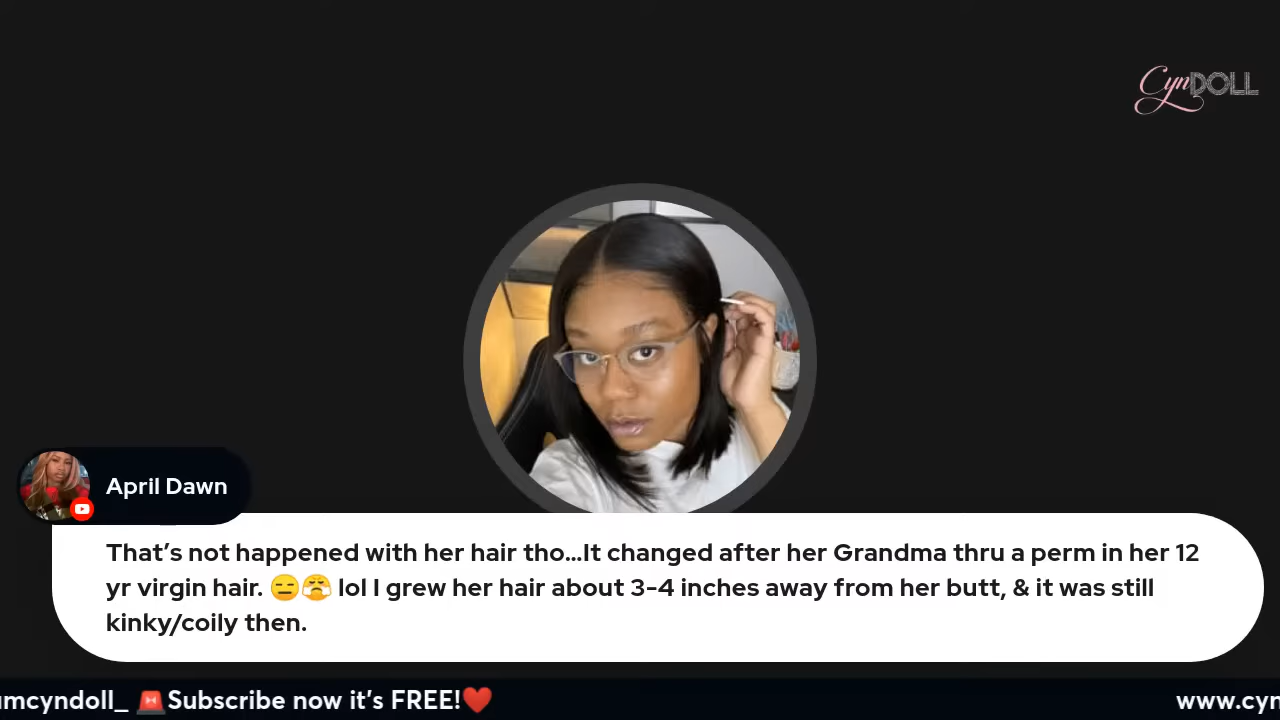 CynDOLL
April Dawn
That's not happened with her hair tho...It changed after her Grandma thru a perm in her 12
yr virgin hair. 😑😤 lol I grew her hair about 3-4 inches away from her butt, & it was still
kinky/coily then.
amcyndoll_ 🚨Subscribe now it's FREE!❤️ www.cyn